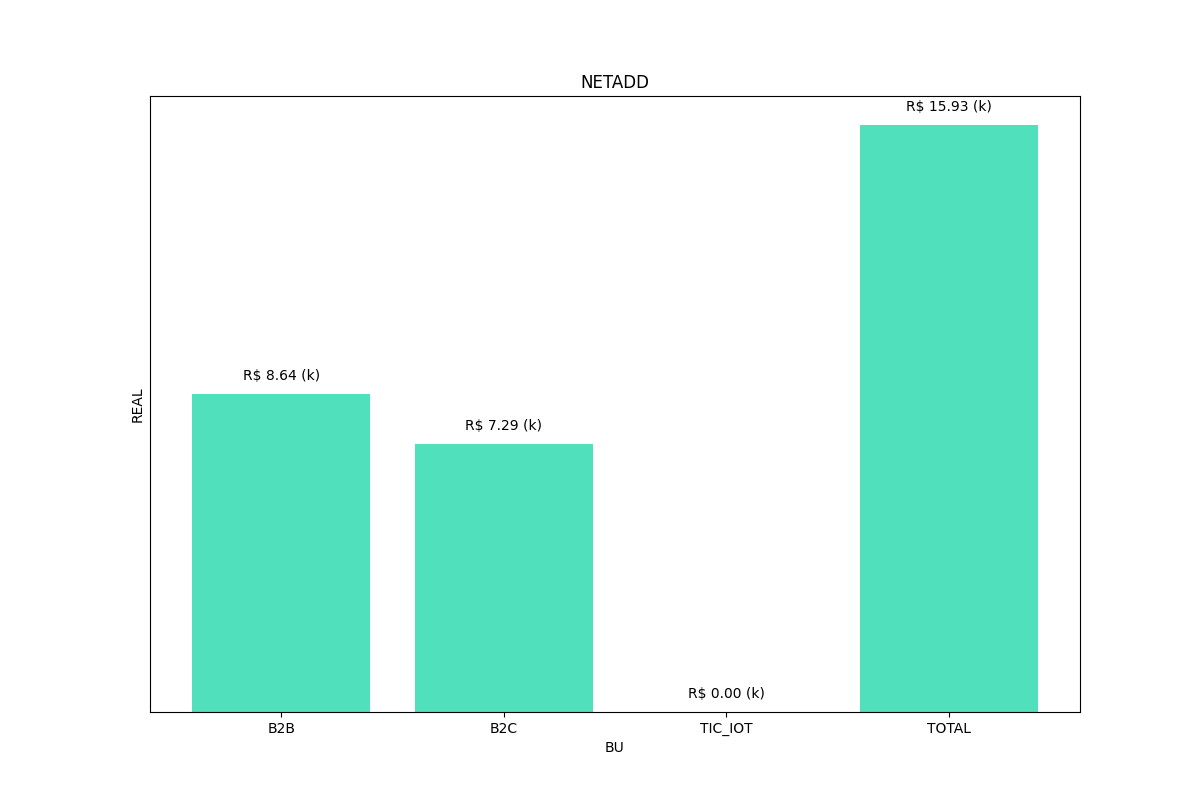 NETADD
R$ 15.93 (k)
R$ 8.64 (k)
R$ 7.29 (k)
R$ 0.00 (k)
REAL
B2B
B2C
TIC_IOT
TOTAL
BU